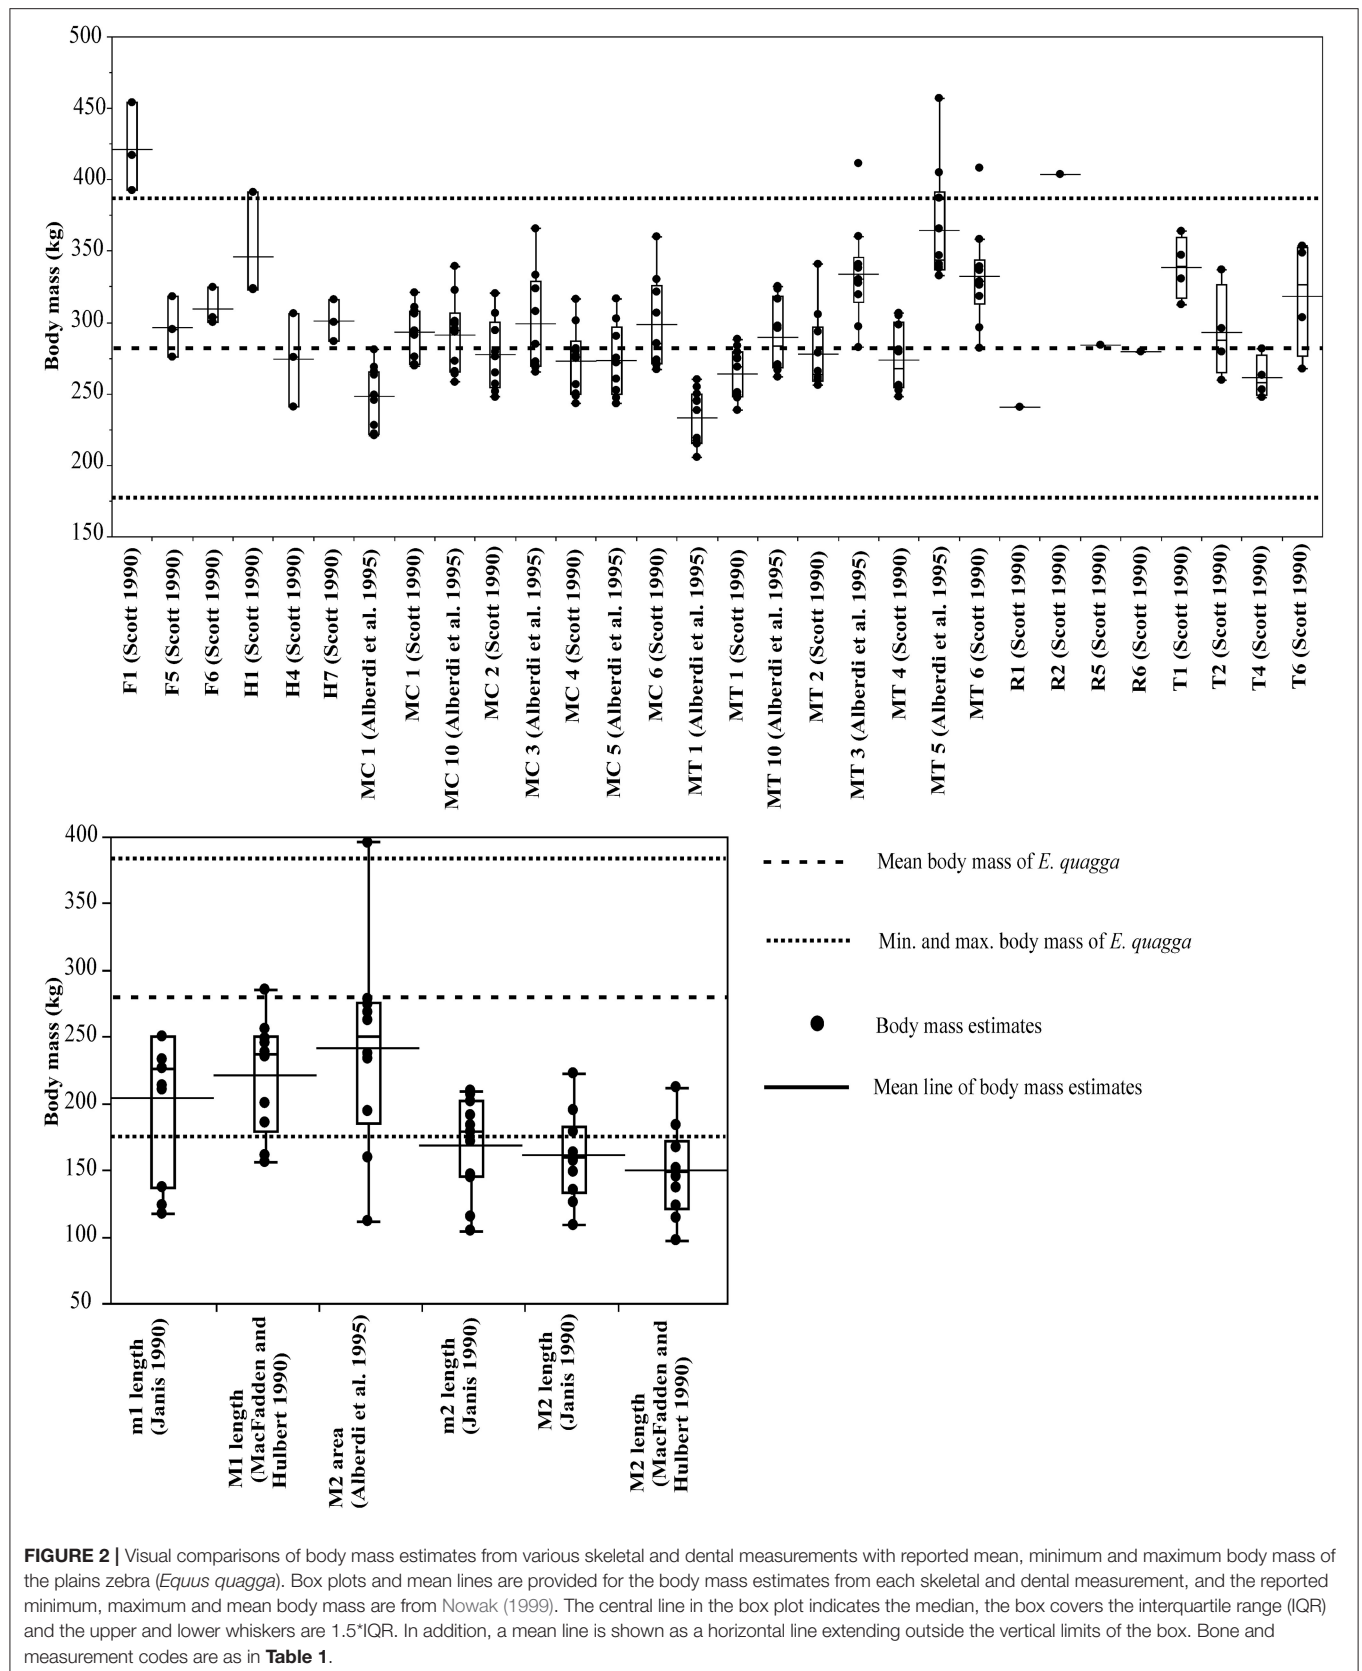 500
450
400
350
300
250
200
150
Body mass (kg)
F1 (Scott 1990)
F5 (Scott 1990)
F6 (Scott 1990)
H1 (Scott 1990)
H4 (Scott 1990)
H7 (Scott 1990)
MC 1 (Alberdi et al. 1995)
MC 1 (Scott 1990)
MC 10 (Alberdi et al. 1995)
MC 2 (Scott 1990)
MC 3 (Alberdi et al. 1995)
MC 4 (Scott 1990)
MC 5 (Alberdi et al. 1995)
MC 6 (Scott 1990)
MT 1 (Alberdi et al. 1995)
MT 1 (Scott 1990)
MT 10 (Alberdi et al. 1995)
MT 2 (Scott 1990)
MT 3 (Alberdi et al. 1995)
MT 4 (Scott 1990)
MT 5 (Alberdi et al. 1995)
MT 6 (Scott 1990)
R1 (Scott 1990)
R2 (Scott 1990)
R5 (Scott 1990)
R6 (Scott 1990)
T1 (Scott 1990)
T2 (Scott 1990)
T4 (Scott 1990)
T6 (Scott 1990)
400
350
300
250
200
150
100
50
Body mass (kg)
m1 length
(Janis 1990)
M1 length
(MacFadden and
Hulbert 1990)
M2 area
(Alberdi et al. 1995)
m2 length
(Janis 1990)
M2 length
(Janis 1990)
M2 length
(MacFadden and
Hulbert 1990)
Mean body mass of E. quagga
Min. and max. body mass of E. quagga
Body mass estimates
Mean line of body mass estimates
FIGURE 2 | Visual comparisons of body mass estimates from various skeletal and dental measurements with reported mean, minimum and maximum body mass of
the plains zebra (Equus quagga). Box plots and mean lines are provided for the body mass estimates from each skeletal and dental measurement, and the reported
minimum, maximum and mean body mass are from Nowak (1999). The central line in the box plot indicates the median, the box covers the interquartile range (IQR)
and the upper and lower whiskers are 1.5*IQR. In addition, a mean line is shown as a horizontal line extending outside the vertical limits of the box. Bone and
measurement codes are as in Table 1.